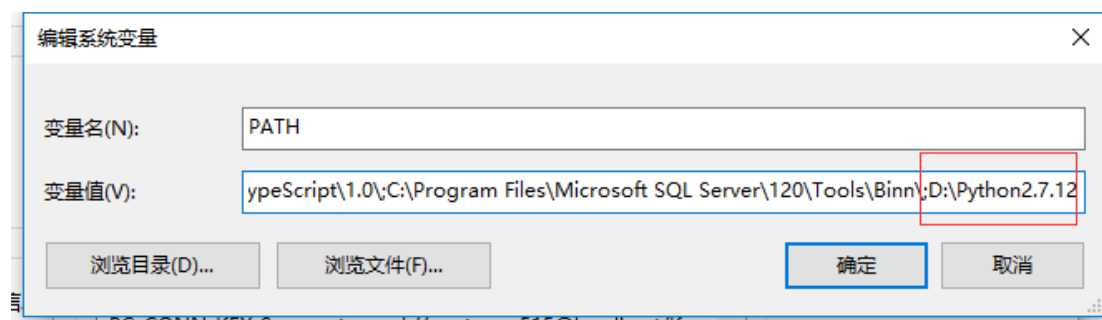 编辑系统变量
变量名(N):
PATH
变量值(V):
ypeScript\1.0\;C:\Program Files\Microsoft SQL Server\120\Tools\Binn\;D:\Python2.7.12
浏览目录(D)...
浏览文件(F)...
确定
取消
信